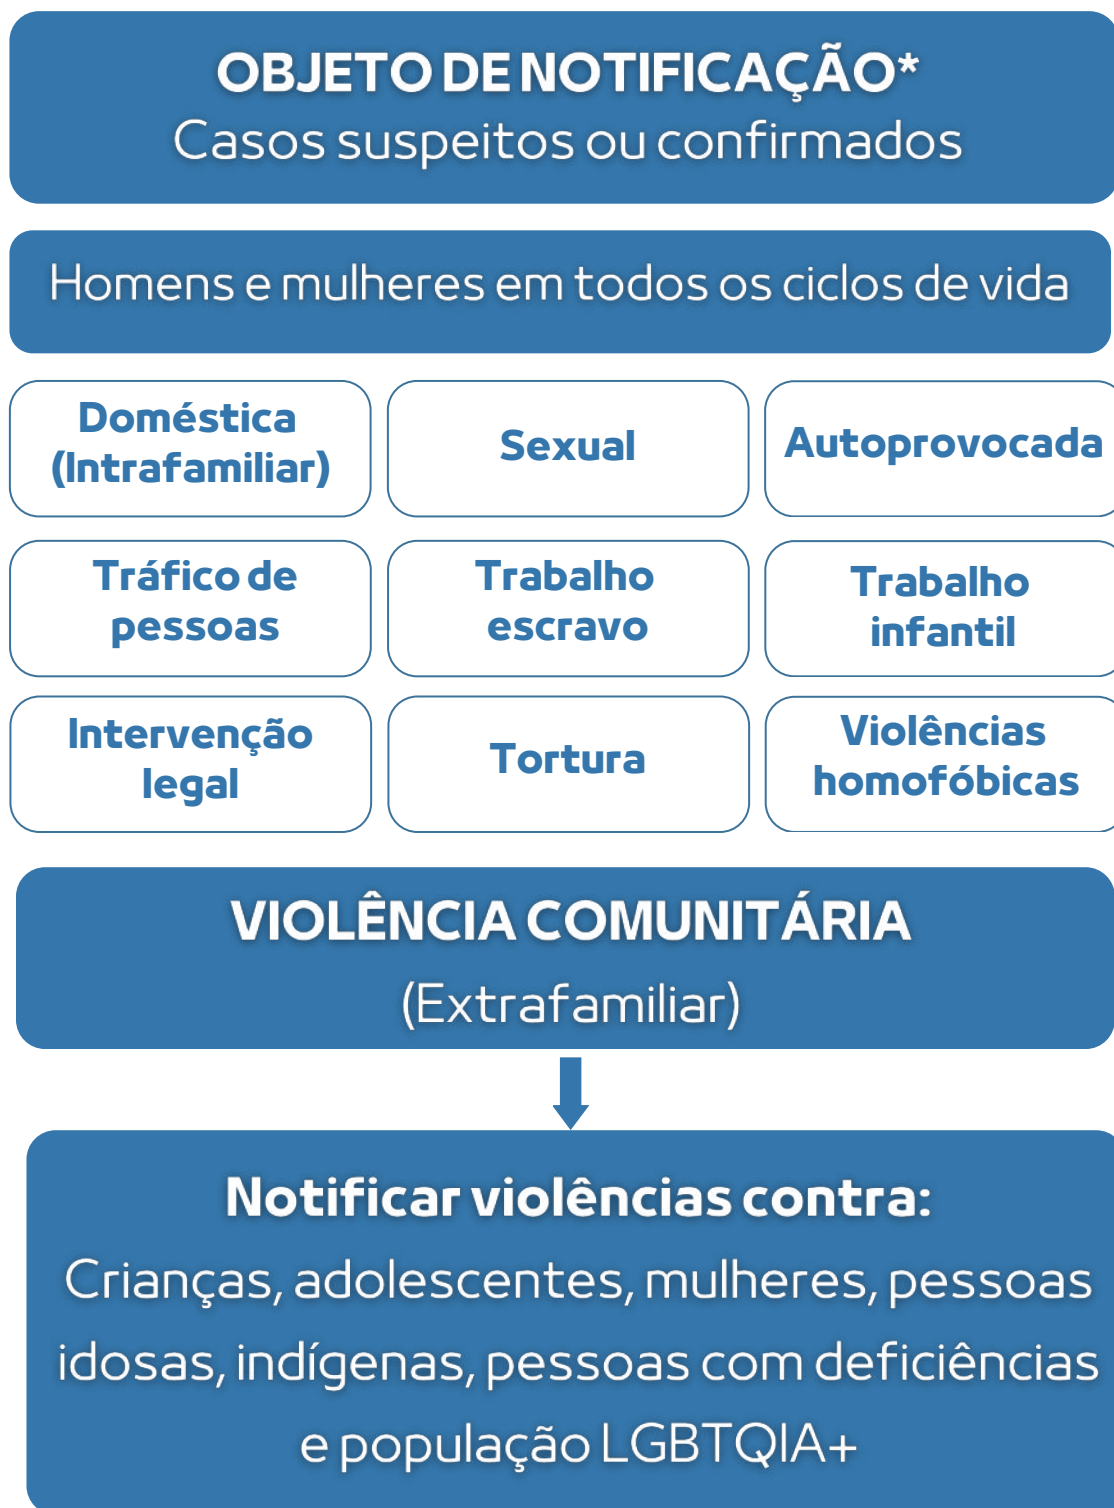 OBJETO DE NOTIFICAÇÃO*
Casos suspeitos ou confirmados
Homens e mulheres em todos os ciclos de vida
Doméstica
(Intrafamiliar)
Sexual
Autoprovocada
Tráfico de
pessoas
Trabalho
escravo
Trabalho
infantil
Intervenção
legal
Tortura
Violências
homofóbicas
VIOLÊNCIA COMUNITÁRIA
(Extrafamiliar)
Notificar violências contra:
Crianças, adolescentes, mulheres, pessoas
idosas, indígenas, pessoas com deficiências
e população LGBTQIA+